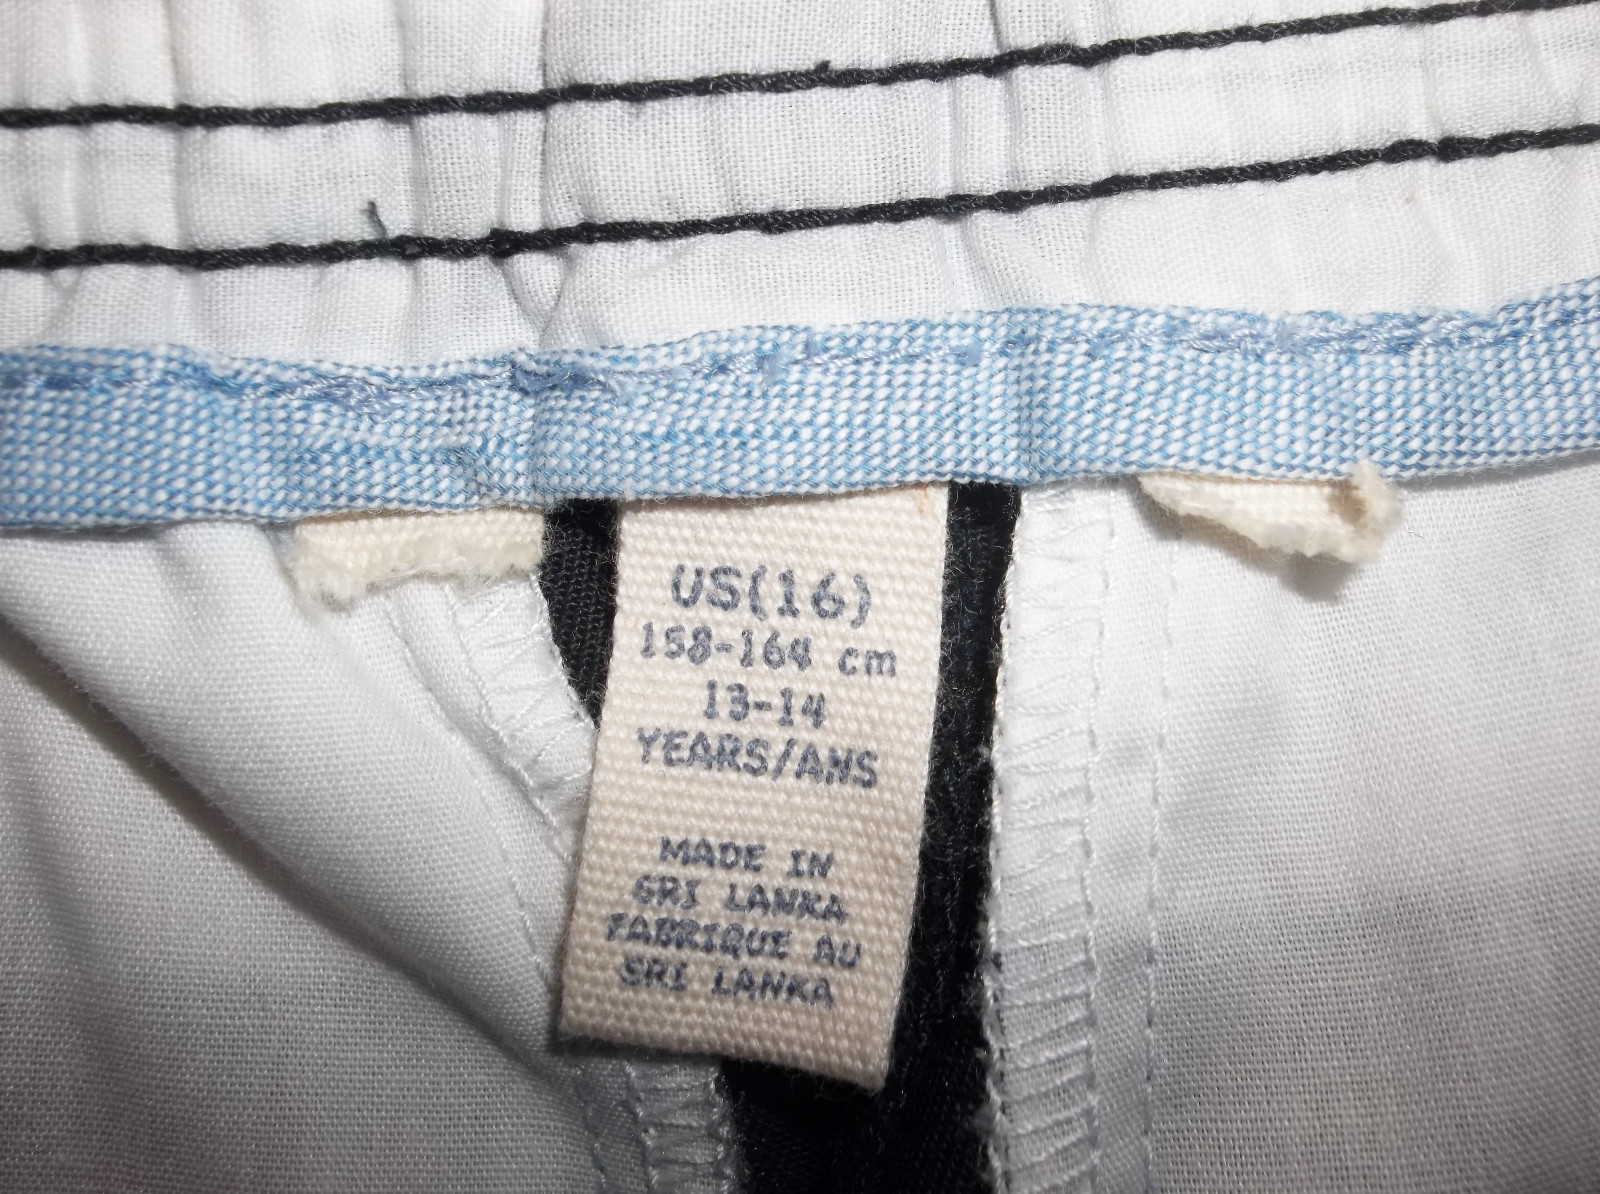 US(16)
158-164 cm
13-14
YEARS/ANS
MADE IN
SRI LANKA
FABRIQUE AU
SRI LANKA